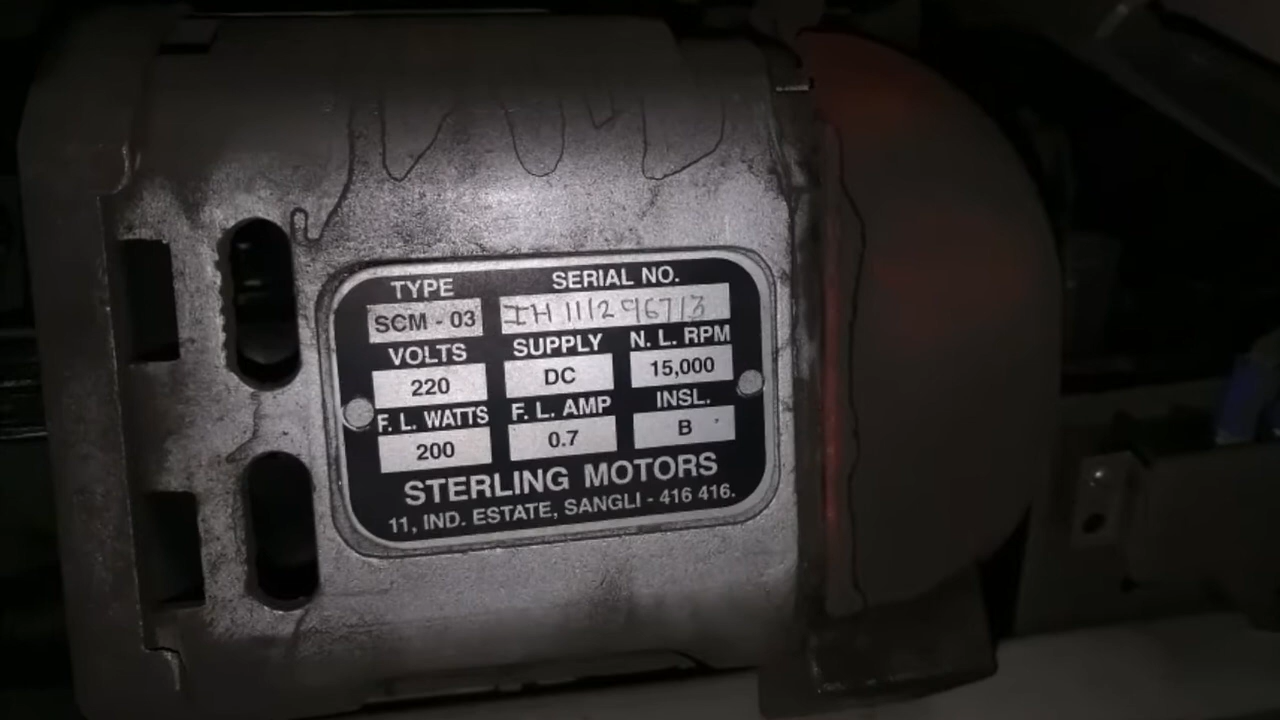 TYPE SERIAL NO.
SCM - 03 IH 111296713
VOLTS SUPPLY N. L. RPM
220 DC 15,000
F. L. WATTS F. L. AMP INSL.
200 0.7 B
STERLING MOTORS
11, IND. ESTATE, SANGLI - 416 416.